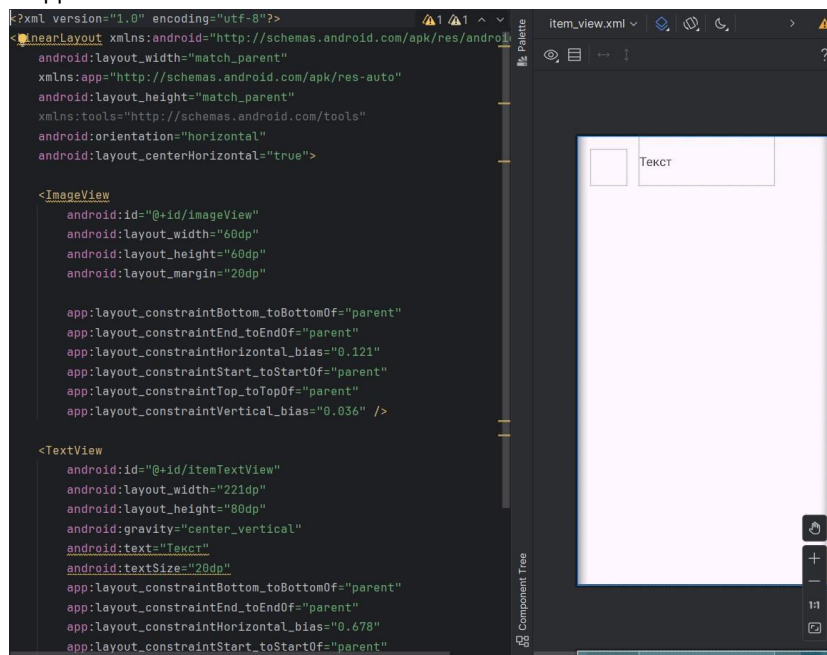 <?xml version="1.0" encoding="utf-8"?>
1 1
<LinearLayout xmlns:android="http://schemas.android.com/apk/res/androi
android:layout_width="match_parent"
xmlns:app="http://schemas.android.com/apk/res-auto"
android:layout_height="match_parent"
xmlns:tools="http://schemas.android.com/tools"
android:orientation="horizontal"
android:layout_centerHorizontal="true">
<ImageView
android:id="@+id/imageView"
android:layout_width="60dp"
android:layout_height="60dp"
android:layout_margin="20dp"
app:layout_constraintBottom_toBottomOf="parent"
app:layout_constraintEnd_toEndOf="parent"
app:layout_constraintHorizontal_bias="0.121"
app:layout_constraintStart_toStartOf="parent"
app:layout_constraintTop_toTopOf="parent"
app:layout_constraintVertical_bias="0.036" />
<TextView
android:id="@+id/itemTextView"
android:layout_width="221dp"
android:layout_height="80dp"
android:gravity="center_vertical"
android:text="Текст"
android:textSize="20dp"
app:layout_constraintBottom_toBottomOf="parent"
app:layout_constraintEnd_toEndOf="parent"
app:layout_constraintHorizontal_bias="0.678"
app:layout_constraintStart_toStartOf="parent"
Palette
Component Tree
item_view.xml
?
Текст
1:1